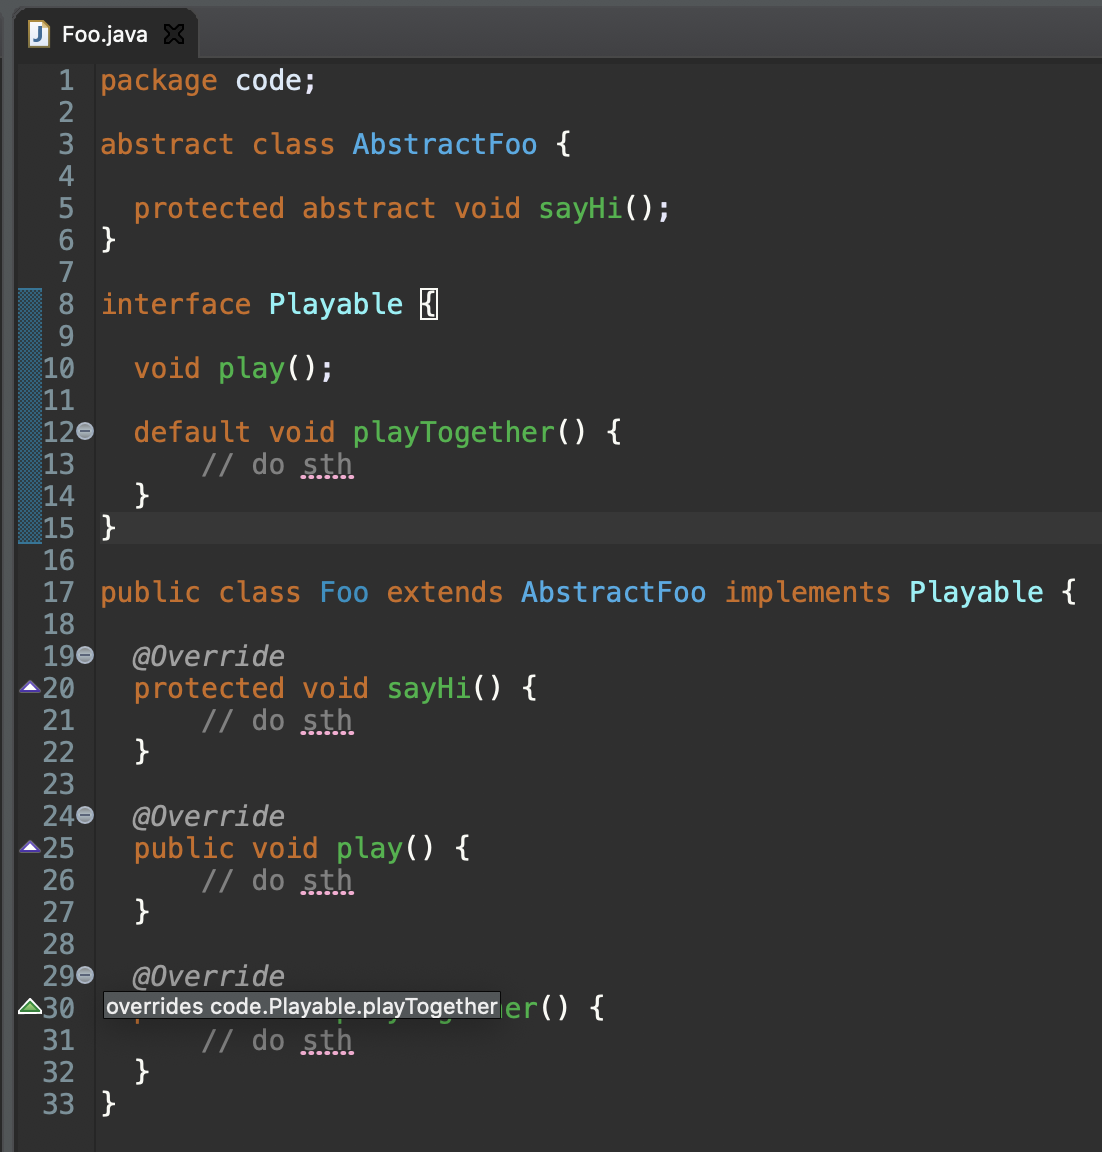 Foo.java
1 package code;
2
3 abstract class AbstractFoo {
4
5 protected abstract void sayHi();
6 }
7
8 interface Playable {
9
10 void play();
11
12 default void playTogether() {
13 // do sth
14 }
15 }
16
17 public class Foo extends AbstractFoo implements Playable {
18
19 @Override
20 protected void sayHi() {
21 // do sth
22 }
23
24 @Override
25 public void play() {
26 // do sth
27 }
28
29 @Override
30 overrides code.Playable.playTogether er() {
31 // do sth
32 }
33 }